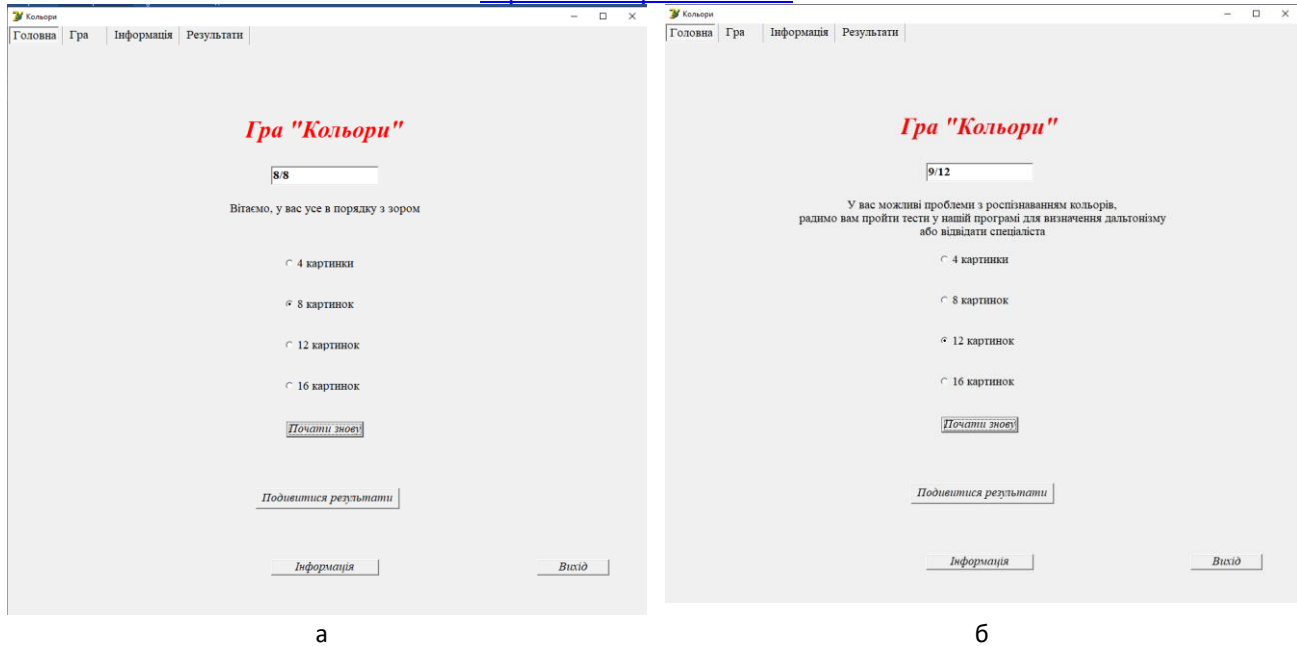 Кольори
Головна Гра Інформація Результати
Гра "Кольори"
8/8
Вітаємо, у вас усе в порядку з зором
4 картинки
8 картинок
12 картинок
16 картинок
Почати знову
Подивитися результати
Інформація Вихід
а
Кольори
Головна Гра Інформація Результати
Гра "Кольори"
9/12
У вас можливі проблеми з роспізнаванням кольорів,
радимо вам пройти тести у нашій програмі для визначення дальтонізму
або відвідати спеціаліста
4 картинки
8 картинок
12 картинок
16 картинок
Почати знову
Подивитися результати
Інформація Вихід
б